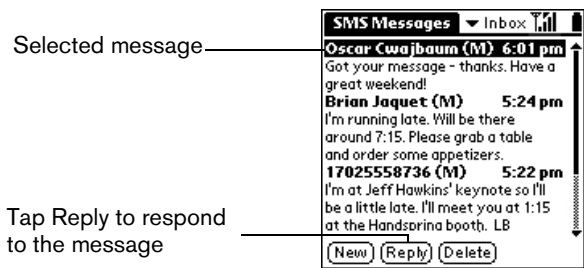 SMS Messages Inbox
Selected message
Oscar Cwajbaum (M) 6:01 pm
Got your message - thanks. Have a
great weekend!
Brian Jaquet (M) 5:24 pm
I'm running late. Will be there
around 7:15. Please grab a table
and order some appetizers.
17025558736 (M) 5:22 pm
I'm at Jeff Hawkins' keynote so I'll
be a little late. I'll meet you at 1:15
at the Handspring booth. LB
Tap Reply to respond
to the message
New Reply Delete